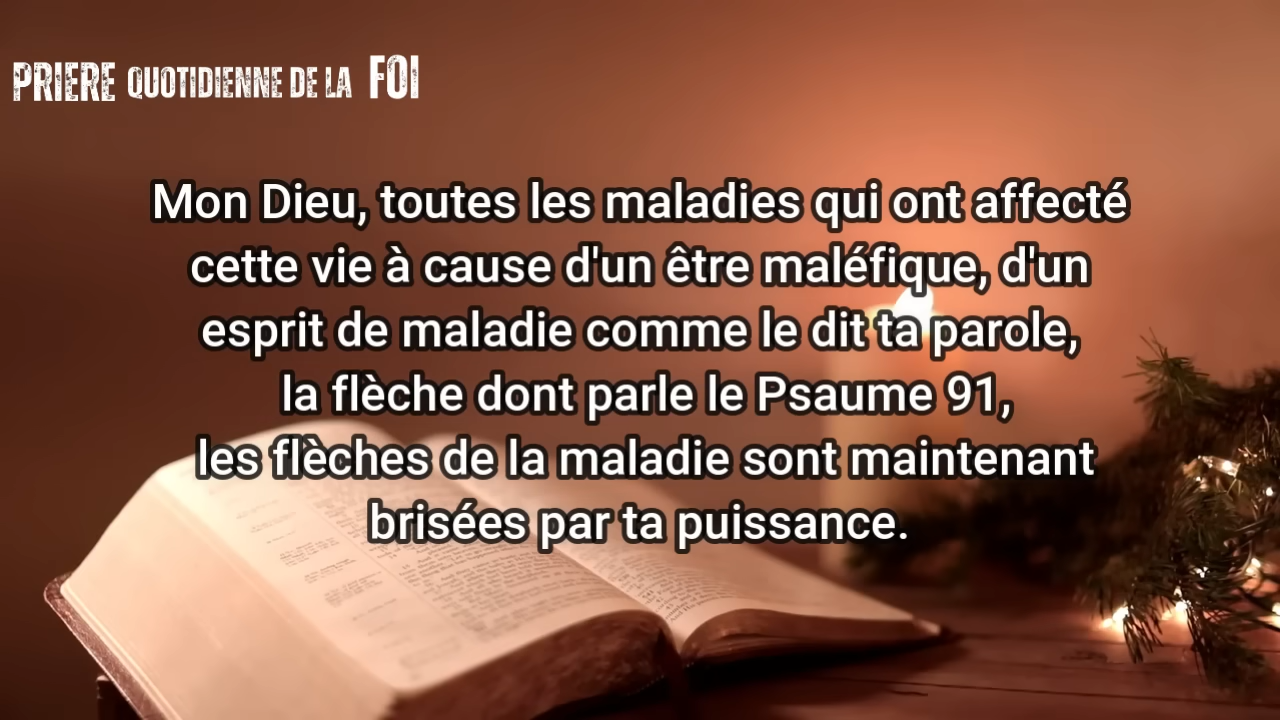 PRIERE QUOTIDIENNE DE LA FOI
Mon Dieu, toutes les maladies qui ont affecté
cette vie à cause d'un être maléfique, d'un
esprit de maladie comme le dit ta parole,
la flèche dont parle le Psaume 91,
les flèches de la maladie sont maintenant
brisées par ta puissance.